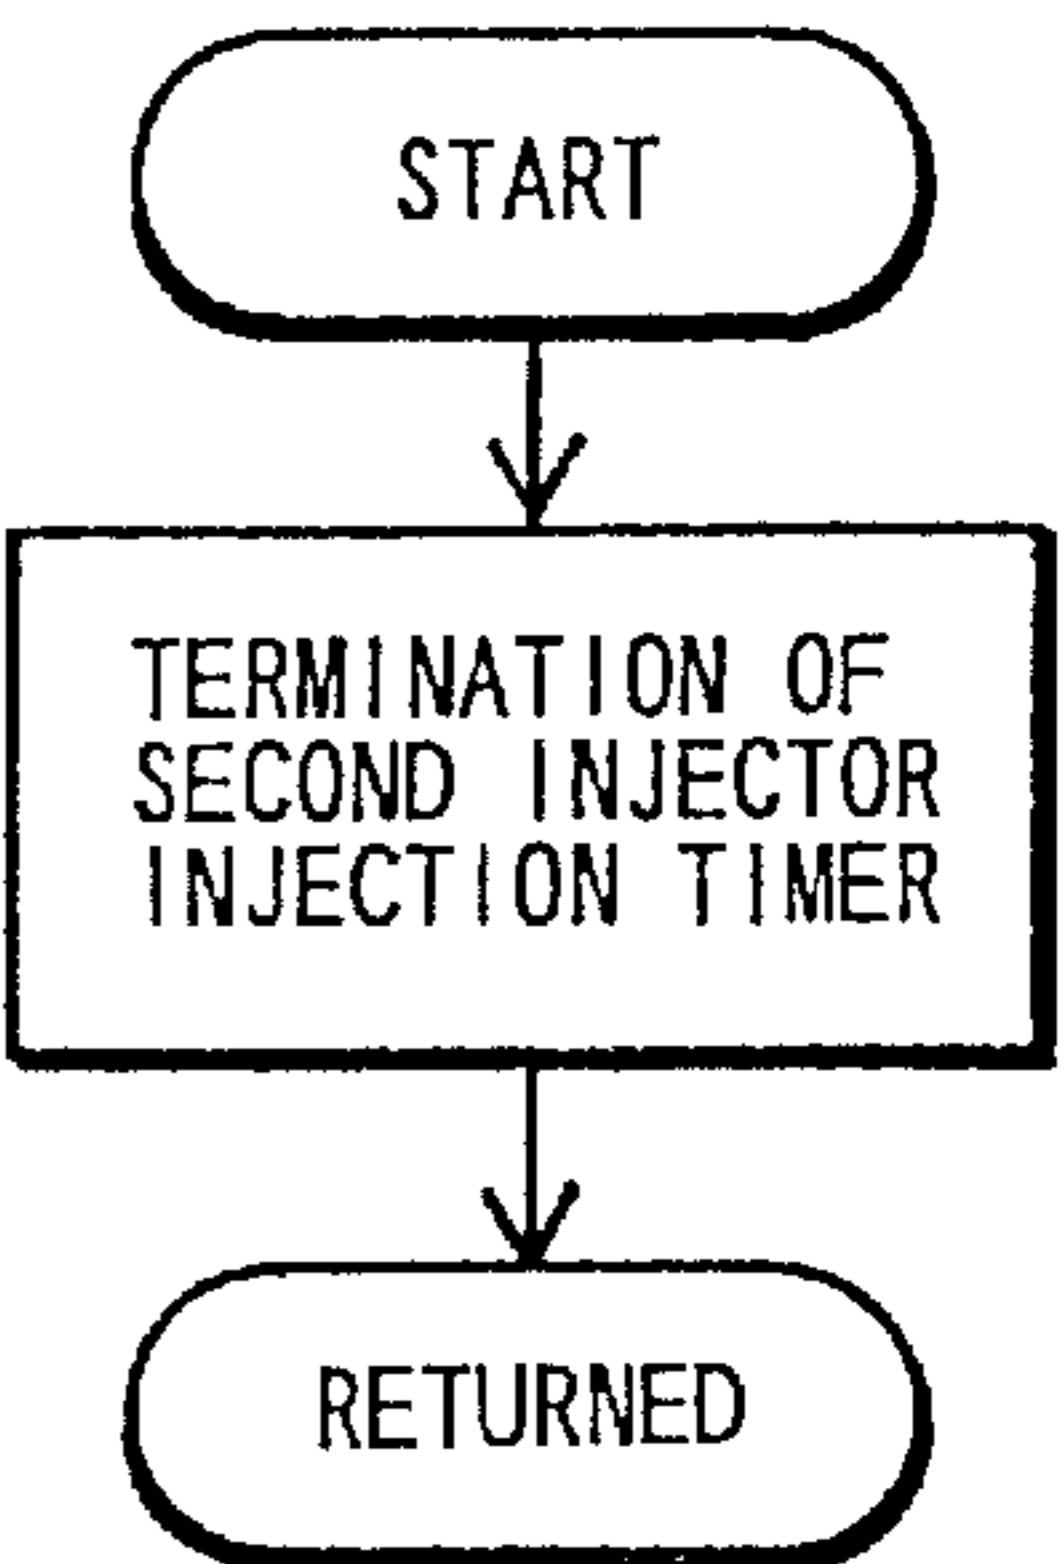 START
TERMINATION OF
SECOND INJECTOR
INJECTION TIMER
RETURNED